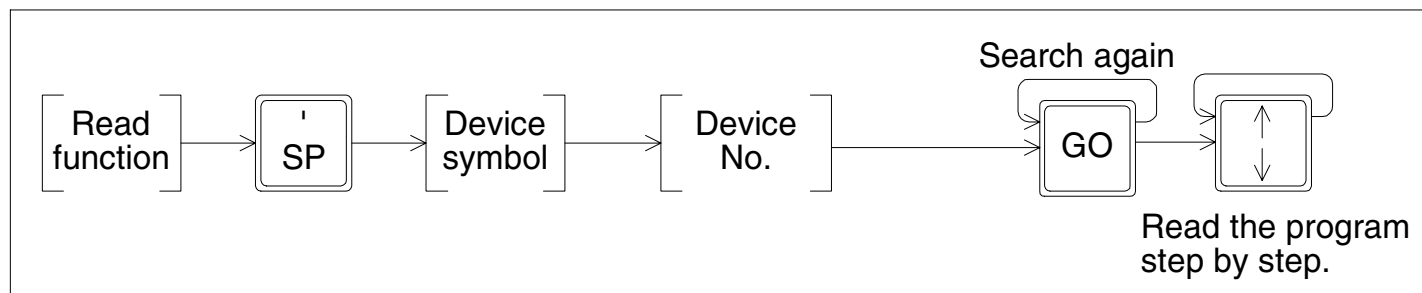 Search again
Read
function
'
SP
Device
symbol
Device
No.
GO
Read the program
step by step.